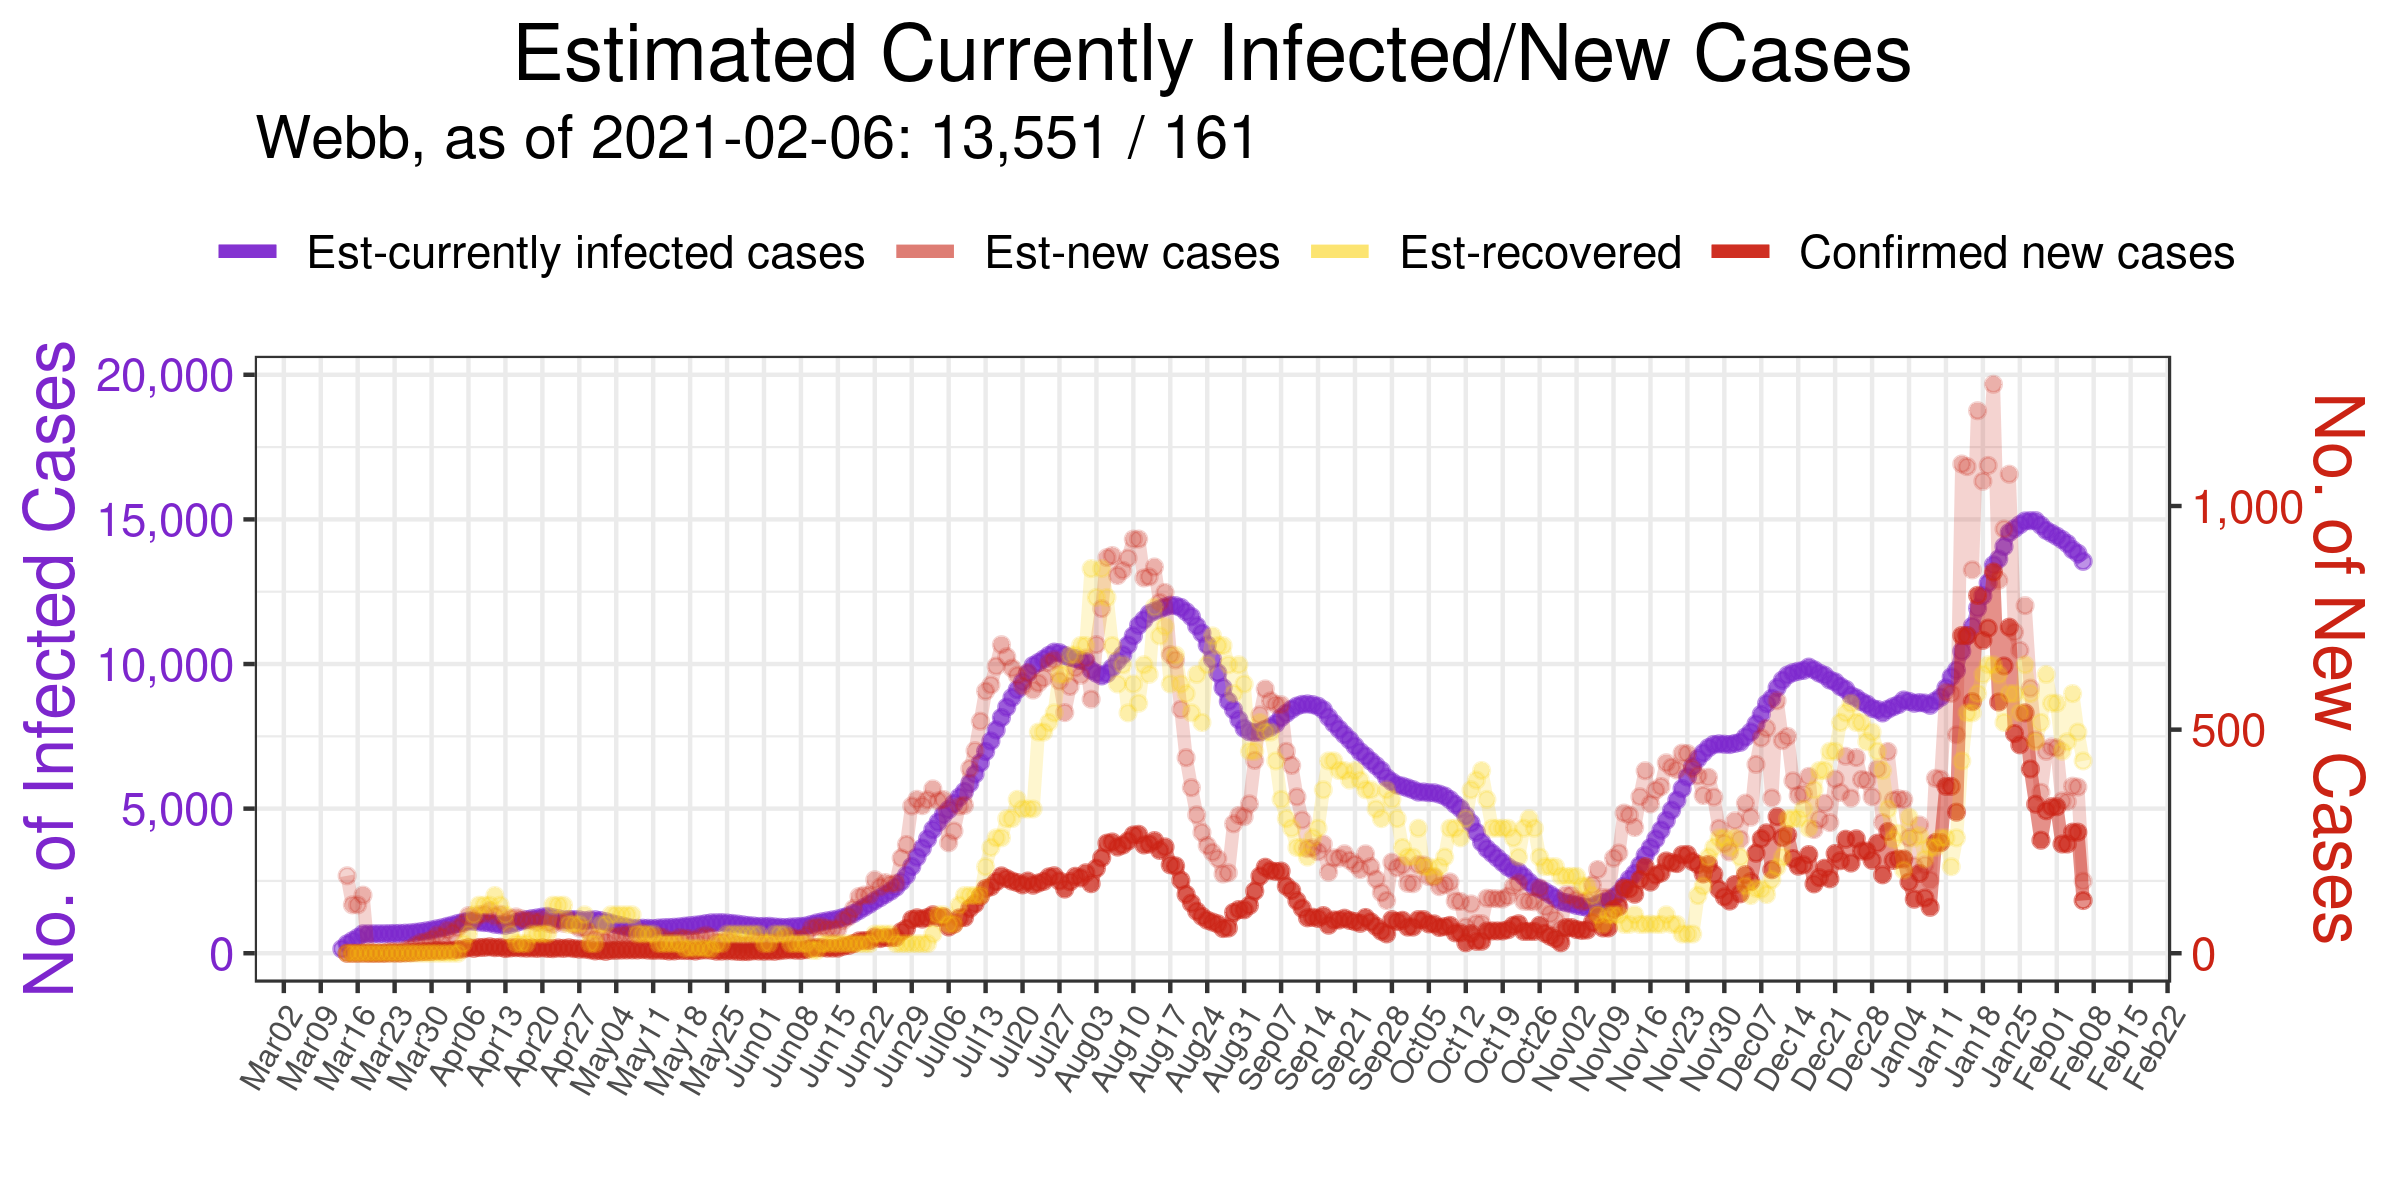 Estimated Currently Infected/New Cases
Webb, as of 2021-02-06: 13,551 / 161
Est-currently infected cases Est-new cases Est-recovered Confirmed new cases
No. of Infected Cases
20,000
15,000
10,000
5,000
0
No. of New Cases
1,000
500
0
Mar02 Mar09 Mar16 Mar23 Mar30 Apr06 Apr13 Apr20 Apr27 May04 May11 May18 May25 Jun01 Jun08 Jun15 Jun22 Jun29 Jul06 Jul13 Jul20 Jul27 Aug03 Aug10 Aug17 Aug24 Aug31 Sep07 Sep14 Sep21 Sep28 Oct05 Oct12 Oct19 Oct26 Nov02 Nov09 Nov16 Nov23 Nov30 Dec07 Dec14 Dec21 Dec28 Jan04 Jan11 Jan18 Jan25 Feb01 Feb08 Feb15 Feb22